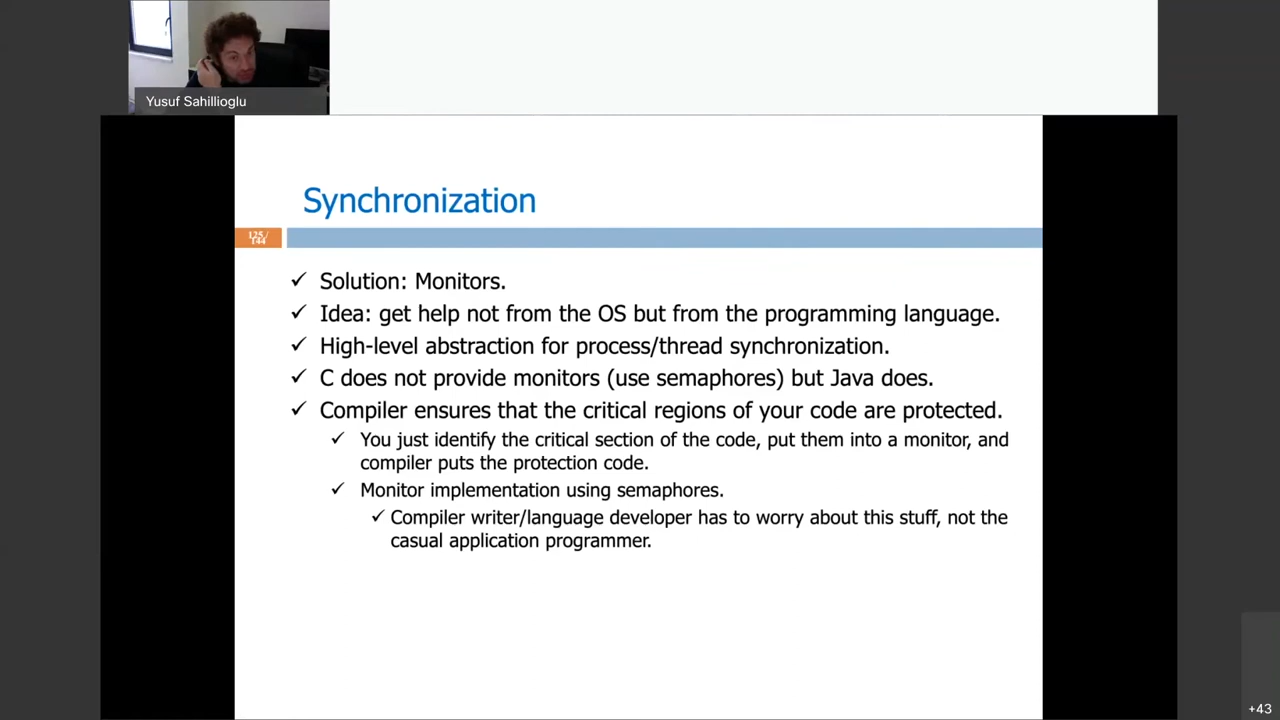 Yusuf Sahillioglu
Synchronization
125/
144
Solution: Monitors.
Idea: get help not from the OS but from the programming language.
High-level abstraction for process/thread synchronization.
C does not provide monitors (use semaphores) but Java does.
Compiler ensures that the critical regions of your code are protected.
You just identify the critical section of the code, put them into a monitor, and
compiler puts the protection code.
Monitor implementation using semaphores.
Compiler writer/language developer has to worry about this stuff, not the
casual application programmer.
+43